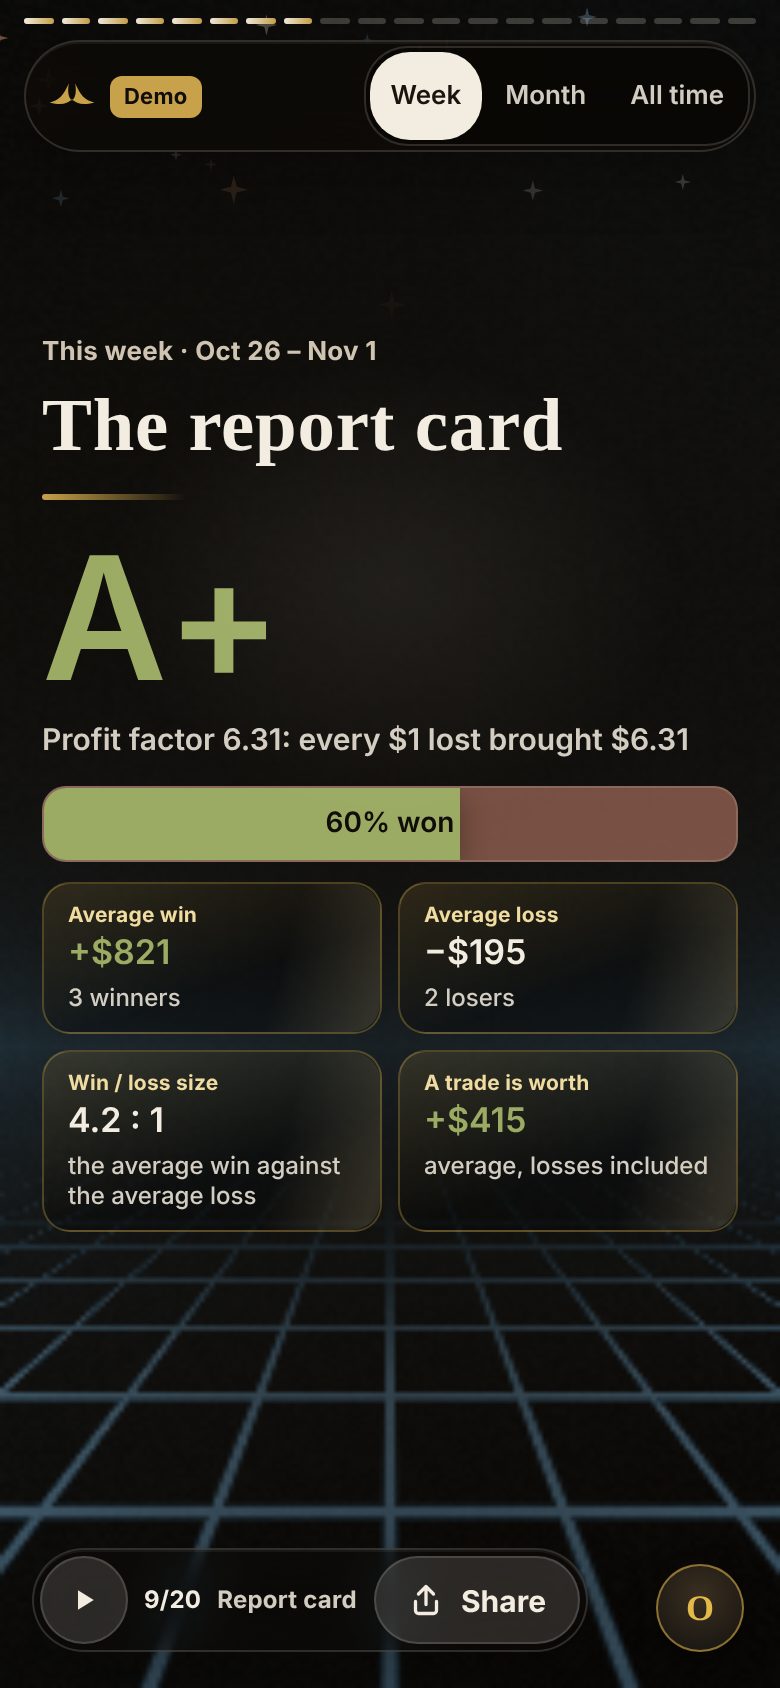 Demo
Week
Month
All time
This week · Oct 26 – Nov 1
The report card
A+
Profit factor 6.31: every $1 lost brought $6.31
60% won
Average win
+$821
3 winners
Average loss
−$195
2 losers
Win / loss size
4.2 : 1
the average win against
the average loss
A trade is worth
+$415
average, losses included
9/20 Report card
Share
O